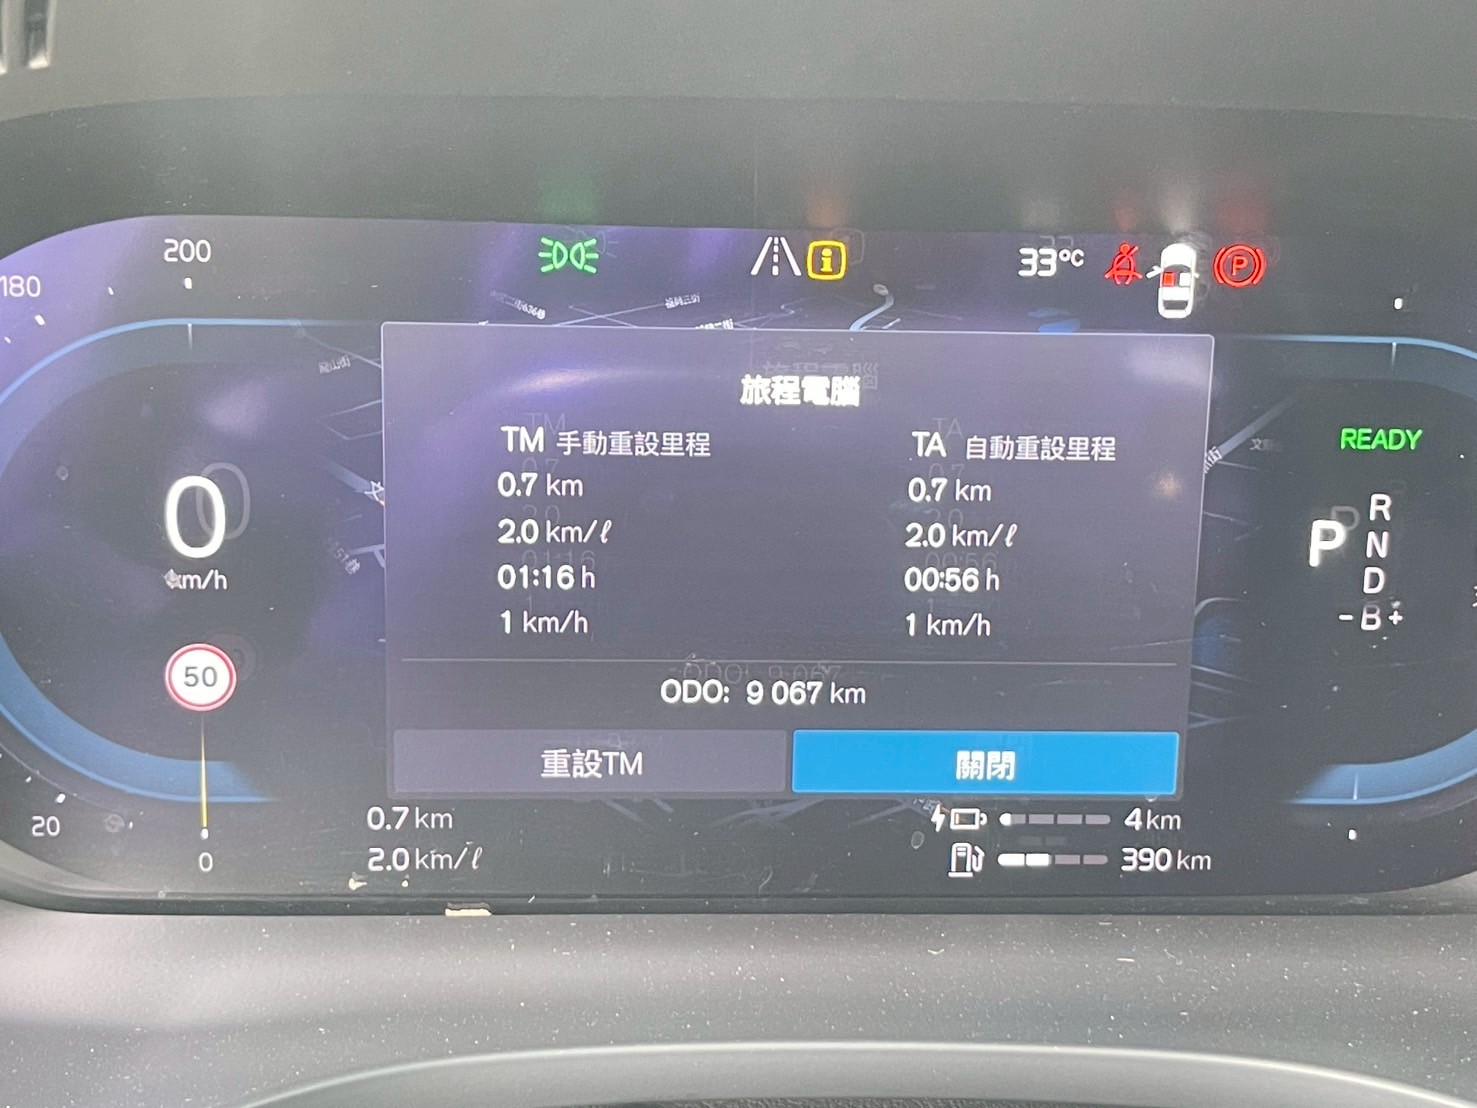 200
180
33°C
旅程電腦
TM 手動重設里程
0.7 km
2.0 km/ℓ
01:16 h
1 km/h
TA 自動重設里程
0.7 km
2.0 km/ℓ
00:56 h
1 km/h
ODO: 9 067 km
重設TM
關閉
0
km/h
50
20
0
READY
P
R
N
D
- B +
0.7 km
2.0 km/ℓ
4 km
390 km